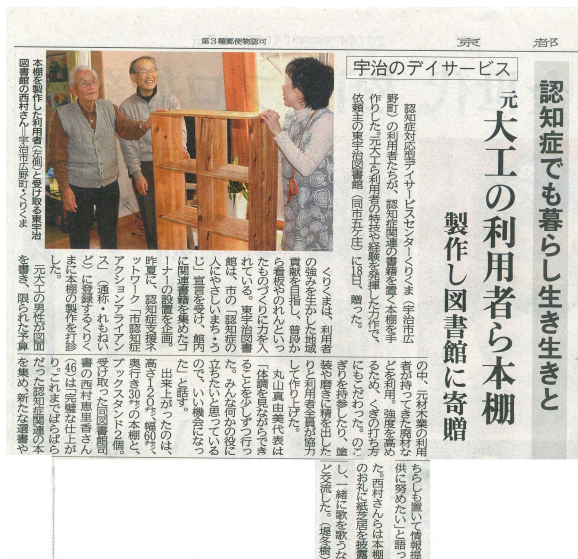 第3種郵便物認可
京都
認知症でも暮らし生き生きと
宇治のデイサービス
元大工の利用者ら本棚
製作し図書館に寄贈
本棚を製作した利用者(左側)と受け取る東宇治
図書館の西村さん=宇治市広野町・くりくま
認知症対応型デイサービスセンターくりくま(宇治市広
野町)の利用者たちが、認知症関連の書籍を置く本棚を手
作りした。元大工ら利用者の特技や経験を発揮した力作で、
依頼主の東宇治図書館(同市五ケ庄)に18日、贈った。
くりくまは、利用者
の強みを生かした地域
貢献を目指し、普段か
ら看板やのれんといっ
たものづくりに力を入
れている。東宇治図書
館は、市の「認知症の
人にやさしいまち・う
じ」宣言を受け、館内
に関連書籍を集めたコ
ーナーの設置を企画。
昨夏に、認知症支援ネ
ットワーク「市認知症
アクションアライアン
ス」(通称・れもねい
ど)に登録するくりく
まに本棚の製作を打診
した。
元大工の男性が図面
を書き、限られた予算
の中、元材木業の利用
者が持ってきた廃材な
どを利用。強度を高め
るため、くぎの打ち方
にもこだわった。のこ
ぎりを持参したり、塗
装や磨きに精を出した
りと利用者全員が協力
して作り上げた。
丸山真由美代表は
「体調を見ながらでき
ることを少しずつ行っ
た。みんな何かの役に
立ちたいと思っている
ので、いい機会になっ
た」と話す。
出来上がったのは、
高さ120㌢、幅60㌢、
奥行き30㌢の本棚と、
ブックスタンド2個。
受け取った同図書館司
書の西村恵里香さん
(46)は「完璧な仕上が
り。これまでばらばら
だった認知症関連の本
を集め、新たな選書や
ちらしも置いて情報提
供に努めたい」と語っ
た。西村さんらは本棚
のお礼に紙芝居を披露
し、一緒に歌を歌うな
ど交流した。(堤冬樹)